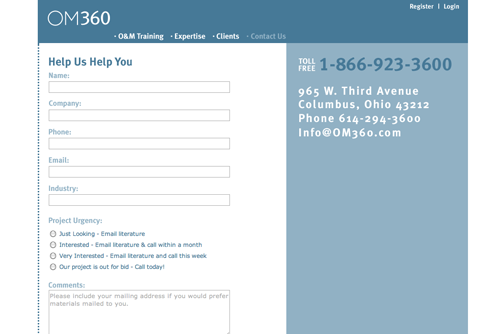 Register | Login
OM360
· O&M Training · Expertise · Clients · Contact Us
Help Us Help You
Name:
Company:
Phone:
Email:
Industry:
Project Urgency:
Just Looking - Email literature
Interested - Email literature & call within a month
Very Interested - Email literature and call this week
Our project is out for bid - Call today!
Comments:
Please include your mailing address if you would prefer
materials mailed to you.
TOLL FREE 1-866-923-3600
965 W. Third Avenue
Columbus, Ohio 43212
Phone 614-294-3600
Info@OM360.com